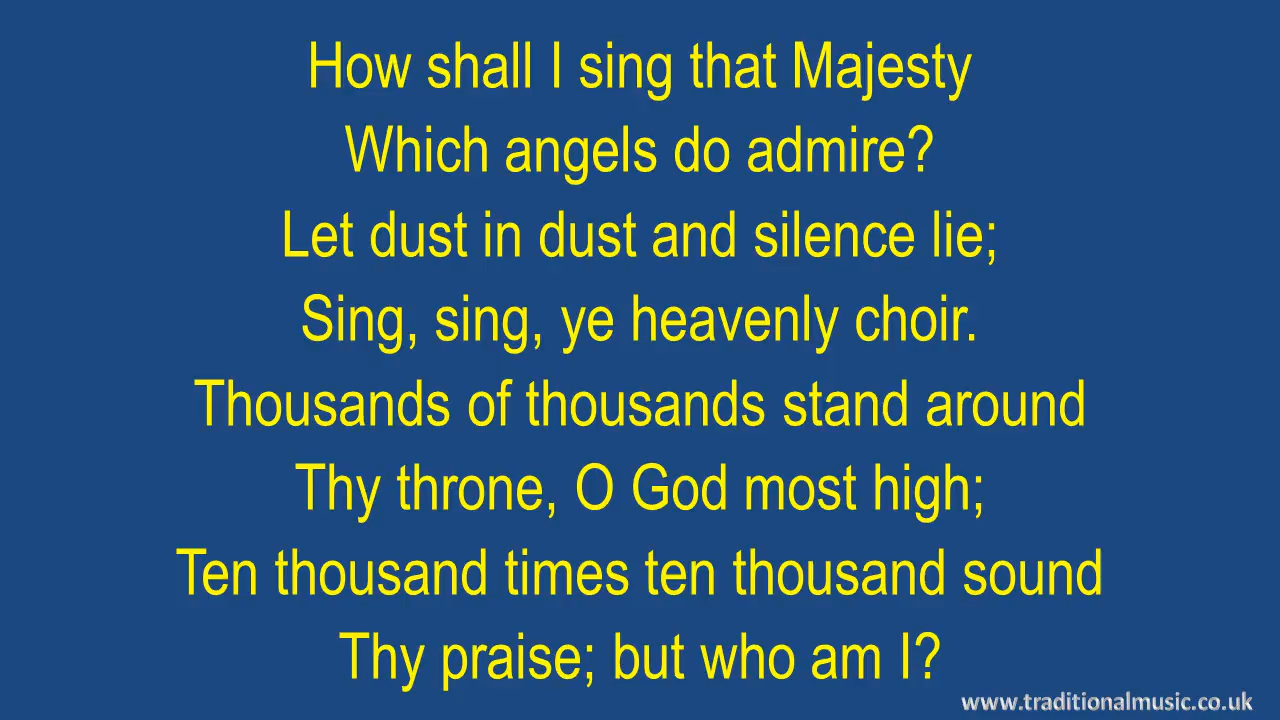 How shall I sing that Majesty
Which angels do admire?
Let dust in dust and silence lie;
Sing, sing, ye heavenly choir.
Thousands of thousands stand around
Thy throne, O God most high;
Ten thousand times ten thousand sound
Thy praise; but who am I?
www.traditionalmusic.co.uk